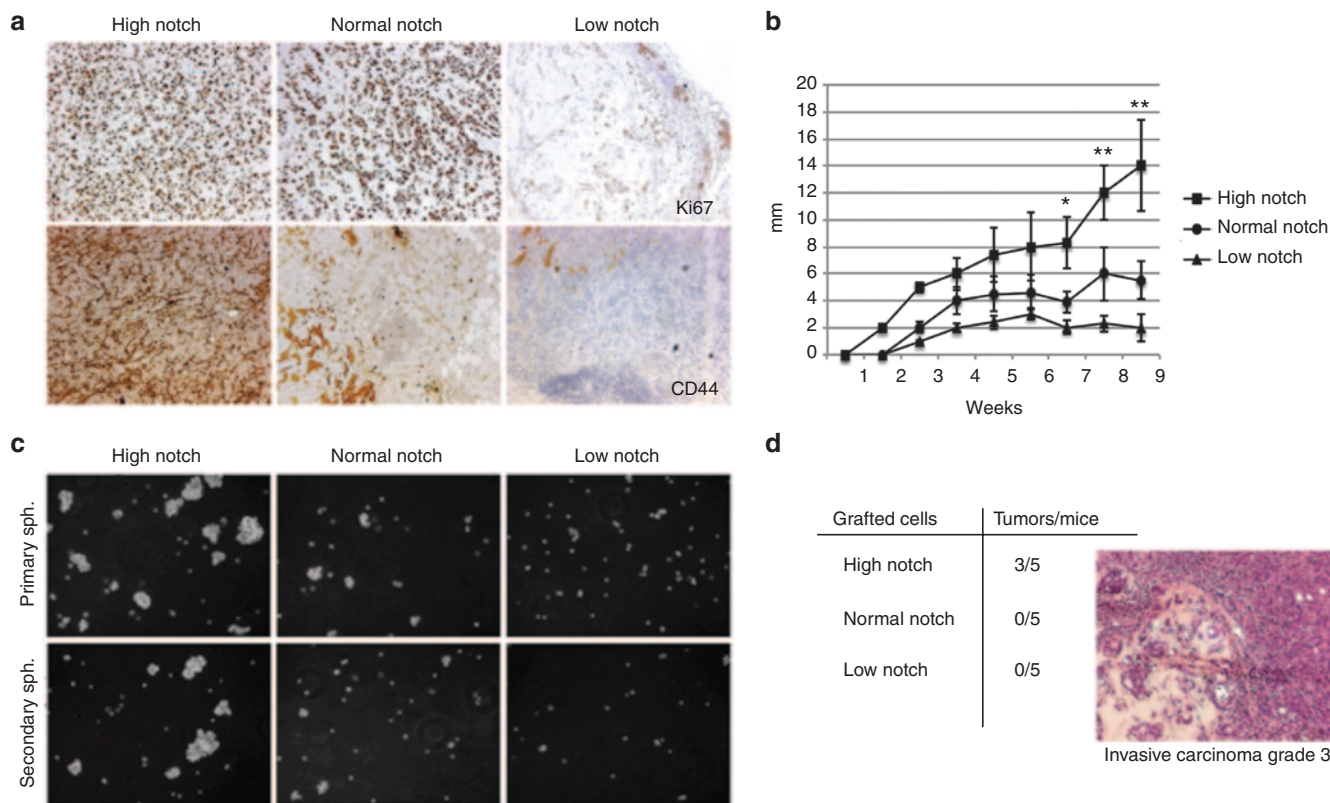 a
High notch Normal notch Low notch
Ki67
CD44
b
20
18
16
14
12
10
8
6
4
2
0
mm
* ** **
1 2 3 4 5 6 7 8 9
Weeks
High notch
Normal notch
Low notch
c
High notch Normal notch Low notch
Primary sph.
Secondary sph.
d
Grafted cells Tumors/mice
High notch 3/5
Normal notch 0/5
Low notch 0/5
Invasive carcinoma grade 3